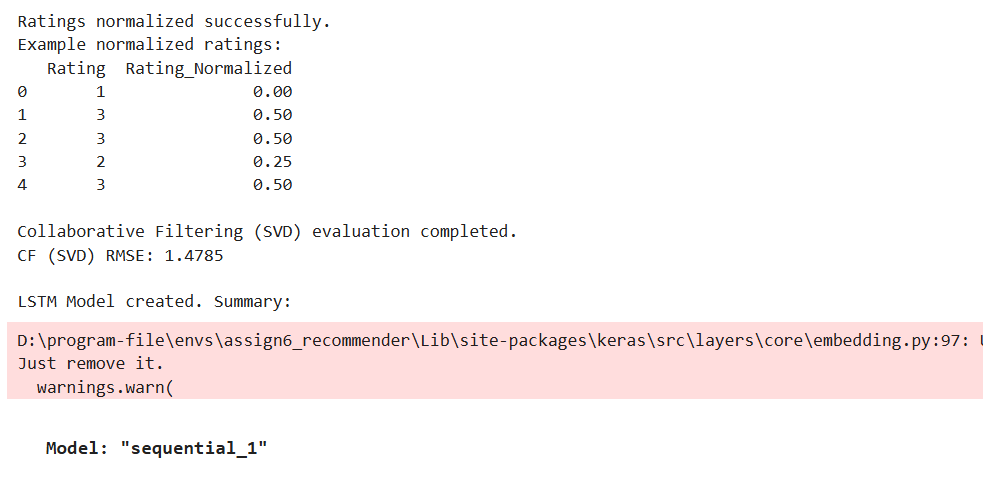 Ratings normalized successfully.
Example normalized ratings:
Rating Rating_Normalized
0 1 0.00
1 3 0.50
2 3 0.50
3 2 0.25
4 3 0.50
Collaborative Filtering (SVD) evaluation completed.
CF (SVD) RMSE: 1.4785
LSTM Model created. Summary:
D:\program-file\envs\assign6_recommender\Lib\site-packages\keras\src\layers\core\embedding.py:97:
Just remove it.
warnings.warn(
Model: "sequential_1"